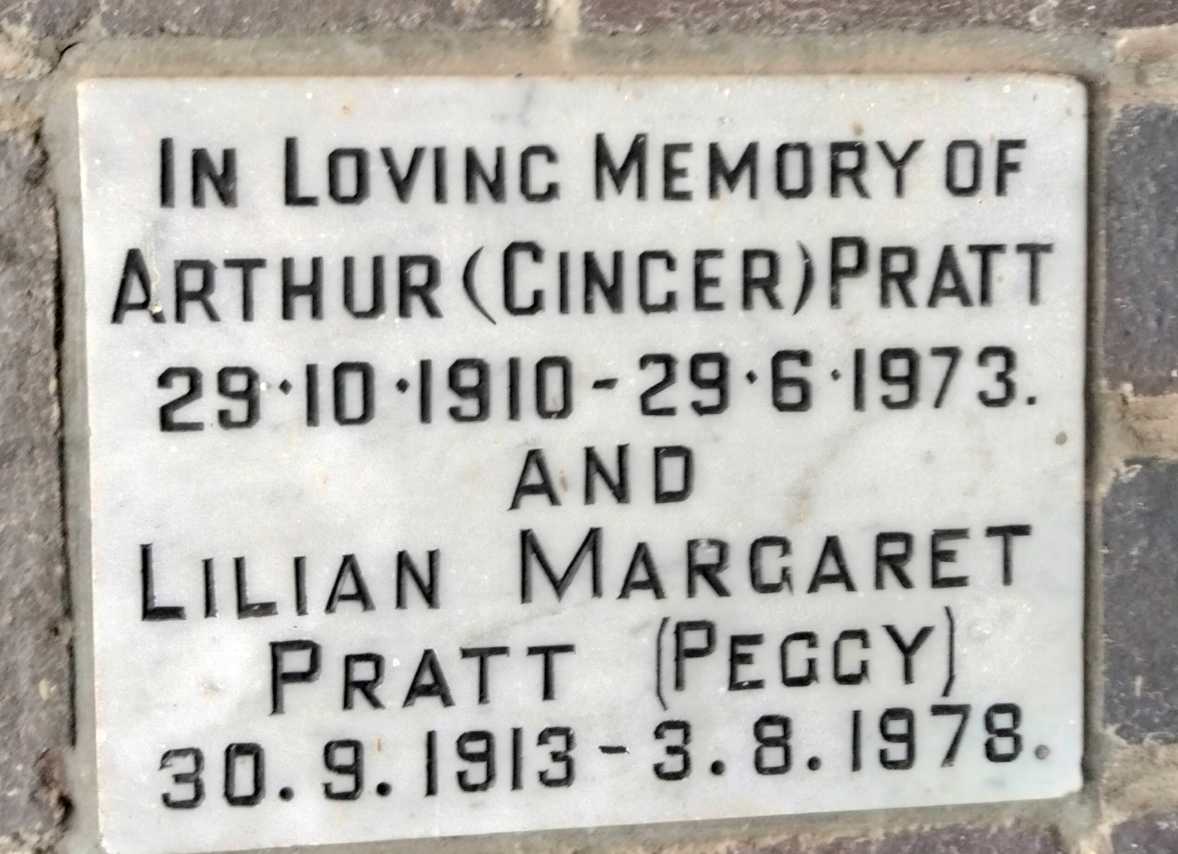 IN LOVING MEMORY OF
ARTHUR (GINGER) PRATT
29·10·1910-29·6·1973.
AND
LILIAN MARGARET
PRATT (PEGGY)
30.9.1913-3.8.1978.